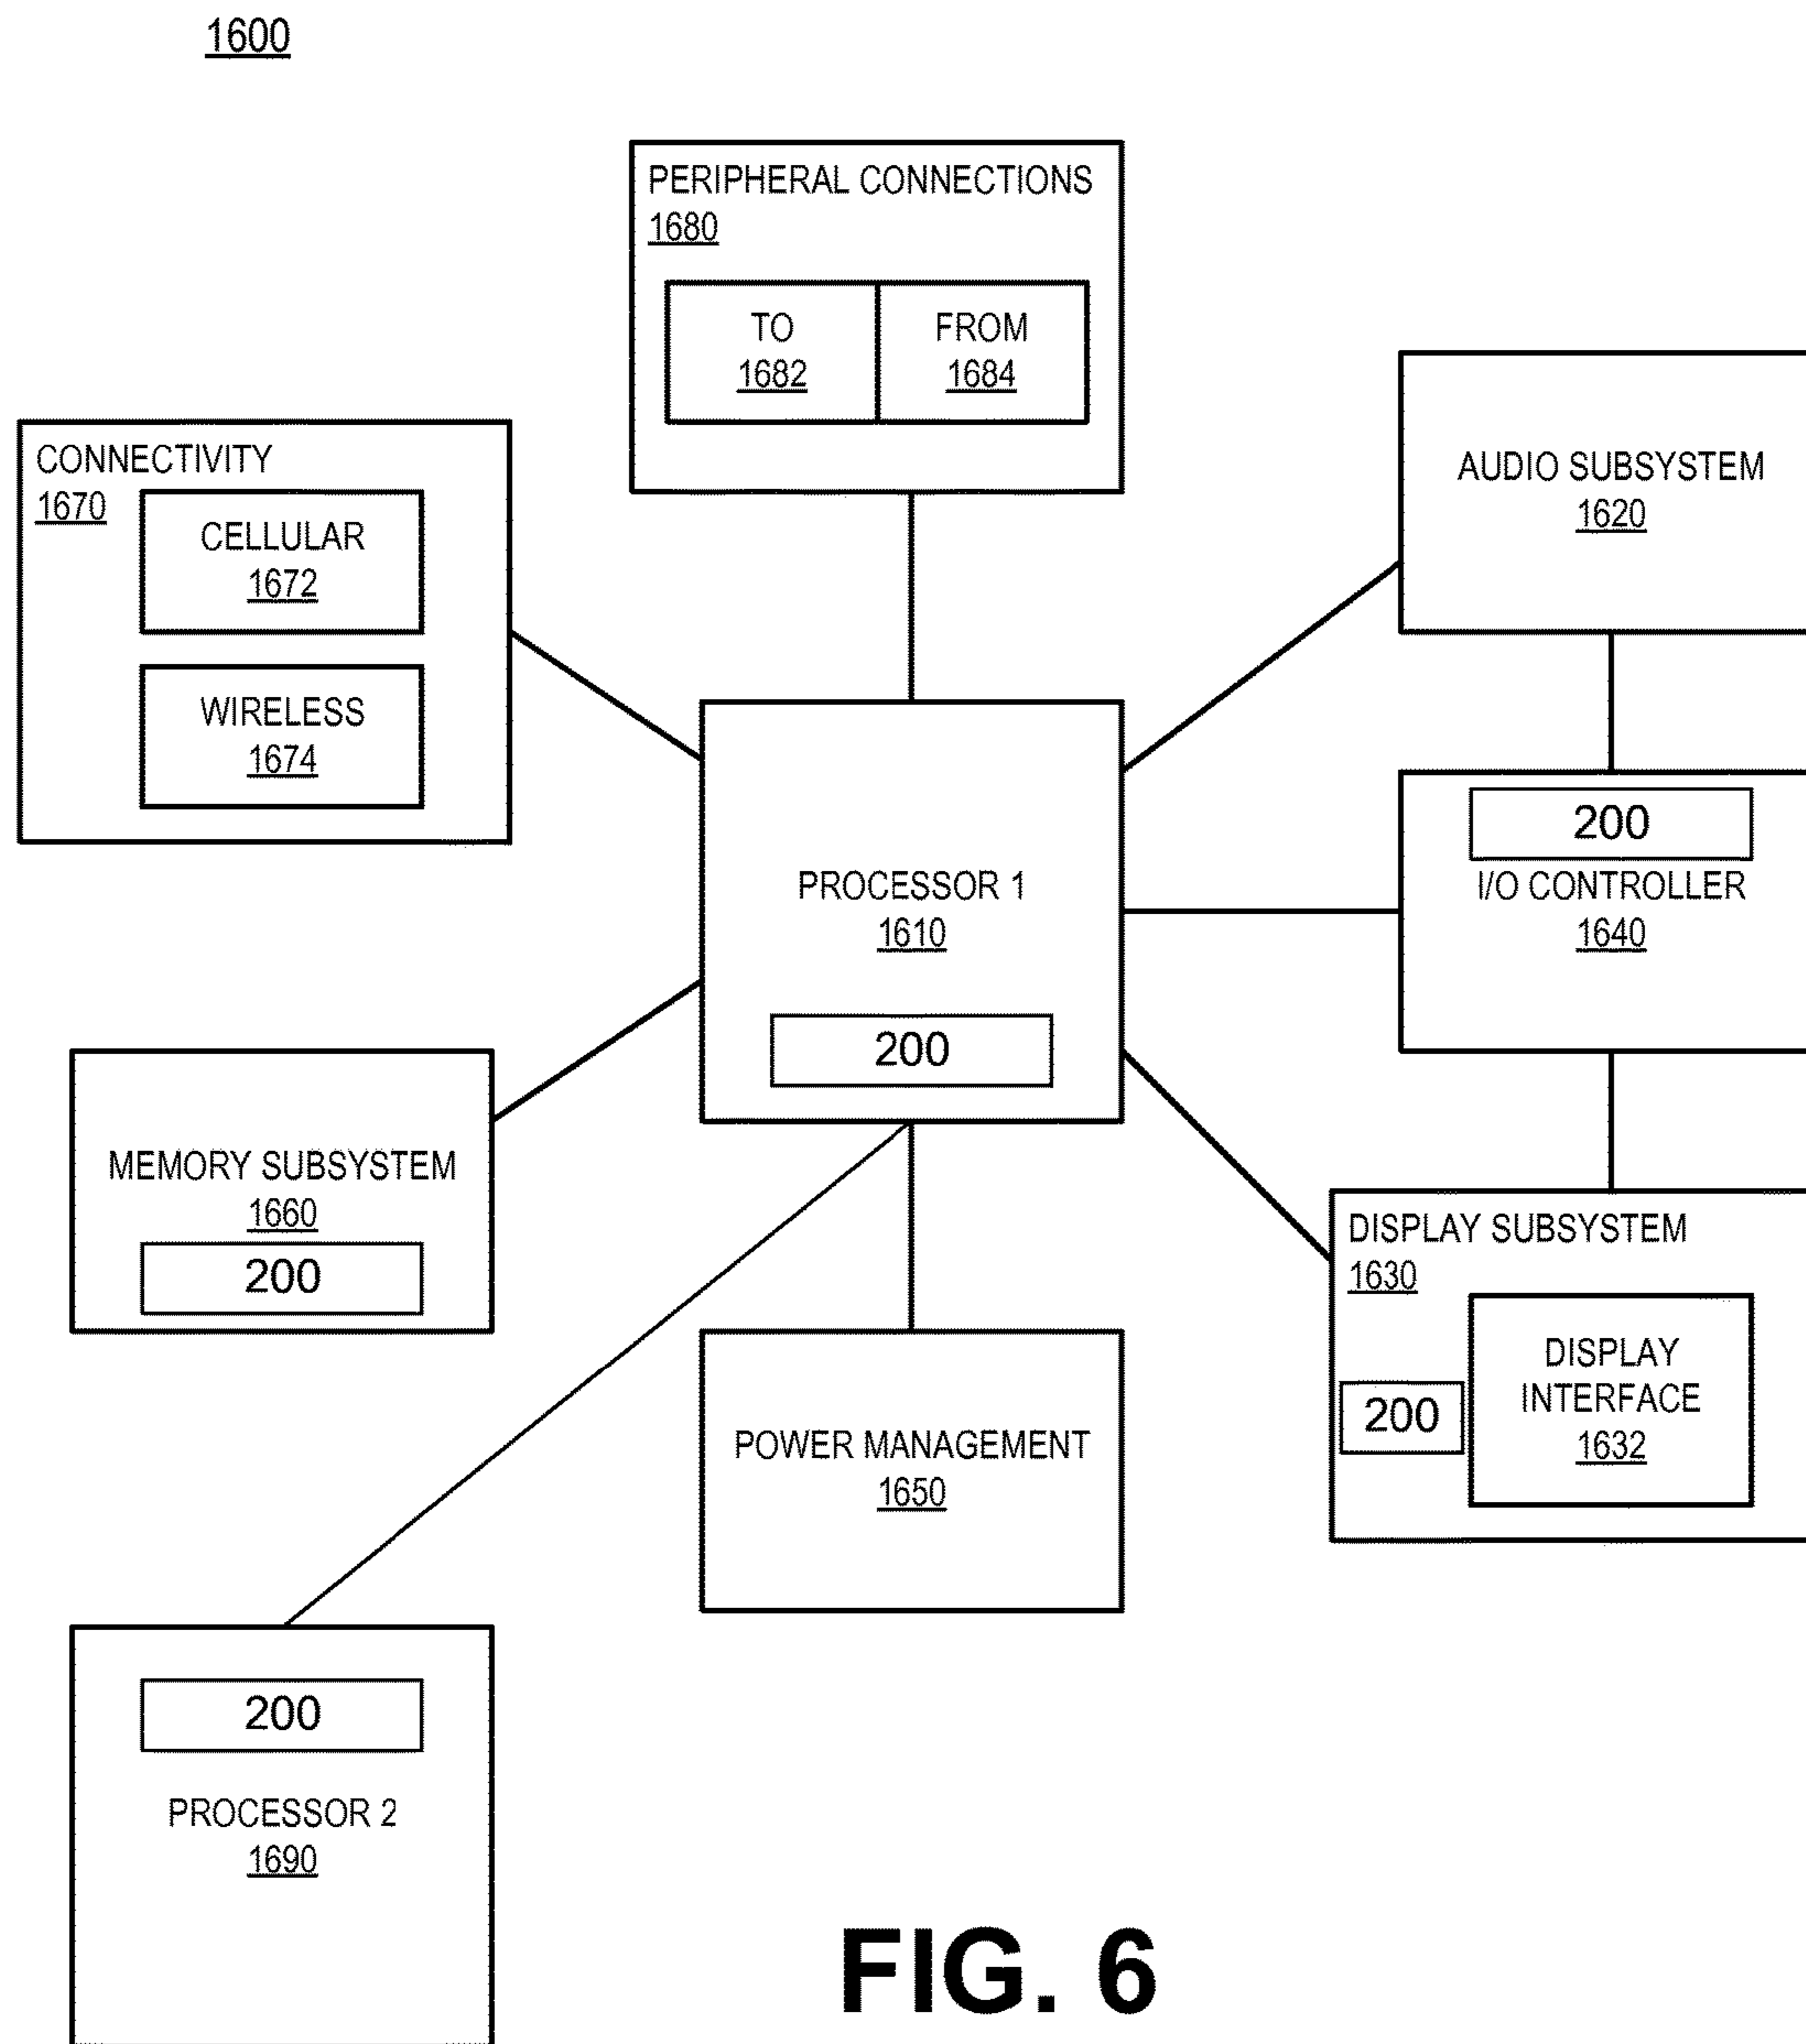 1600
PERIPHERAL CONNECTIONS
1680
TO
1682
FROM
1684
CONNECTIVITY
1670
CELLULAR
1672
WIRELESS
1674
AUDIO SUBSYSTEM
1620
PROCESSOR 1
1610
200
200
I/O CONTROLLER
1640
MEMORY SUBSYSTEM
1660
200
DISPLAY SUBSYSTEM
1630
200
DISPLAY
INTERFACE
1632
POWER MANAGEMENT
1650
200
PROCESSOR 2
1690
FIG. 6